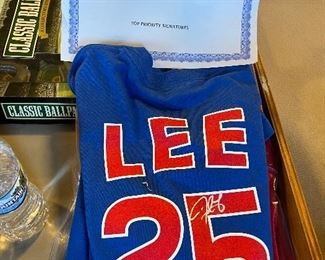 TOP PRIORITY SIGNATURES
CLASSIC BALL
CLASSIC BALLPA
LEE
25